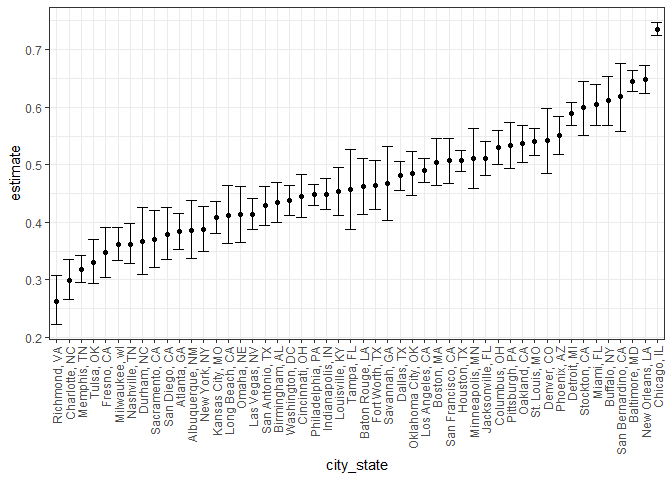 0.7
0.6
0.5
0.4
0.3
0.2
estimate
Richmond, VA
Charlotte, NC
Memphis, TN
Tulsa, OK
Fresno, CA
Milwaukee, wI
Nashville, TN
Durham, NC
Sacramento, CA
San Diego, CA
Atlanta, GA
Albuquerque, NM
New York, NY
Kansas City, MO
Long Beach, CA
Omaha, NE
Las Vegas, NV
San Antonio, TX
Birmingham, AL
Washington, DC
Cincinnati, OH
Philadelphia, PA
Indianapolis, IN
Louisville, KY
Tampa, FL
Baton Rouge, LA
Fort Worth, TX
Savannah, GA
Dallas, TX
Oklahoma City, OK
Los Angeles, CA
Boston, MA
San Francisco, CA
Houston, TX
Minneapolis, MN
Jacksonville, FL
Columbus, OH
Pittsburgh, PA
Oakland, CA
St. Louis, MO
Denver, CO
Phoenix, AZ
Detroit, MI
Stockton, CA
Miami, FL
Buffalo, NY
San Bernardino, CA
Baltimore, MD
New Orleans, LA
Chicago, IL
city_state